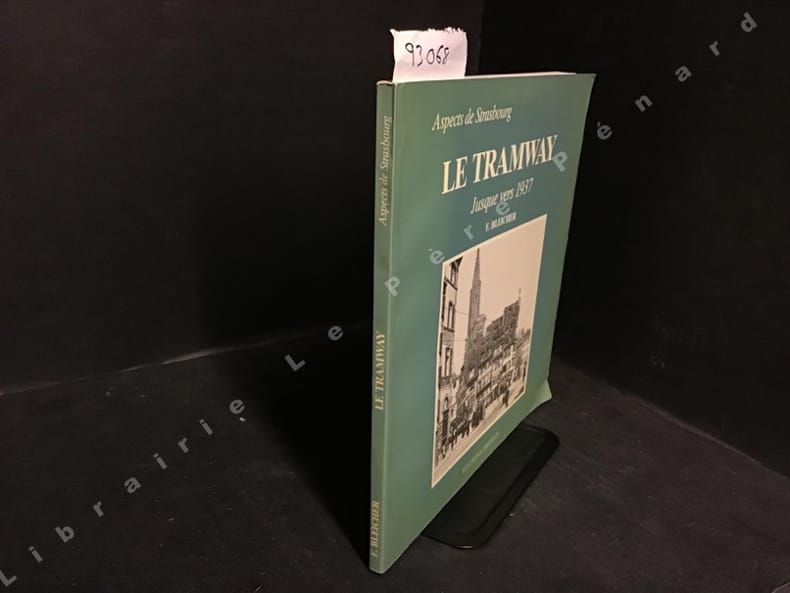 93068
Aspects de Strasbourg
LE TRAMWAY
Jusque vers 1937
F. BLEICHER
Aspects de Strasbourg
LE TRAMWAY
F. BLEICHER
Librairie Le Père Pénard